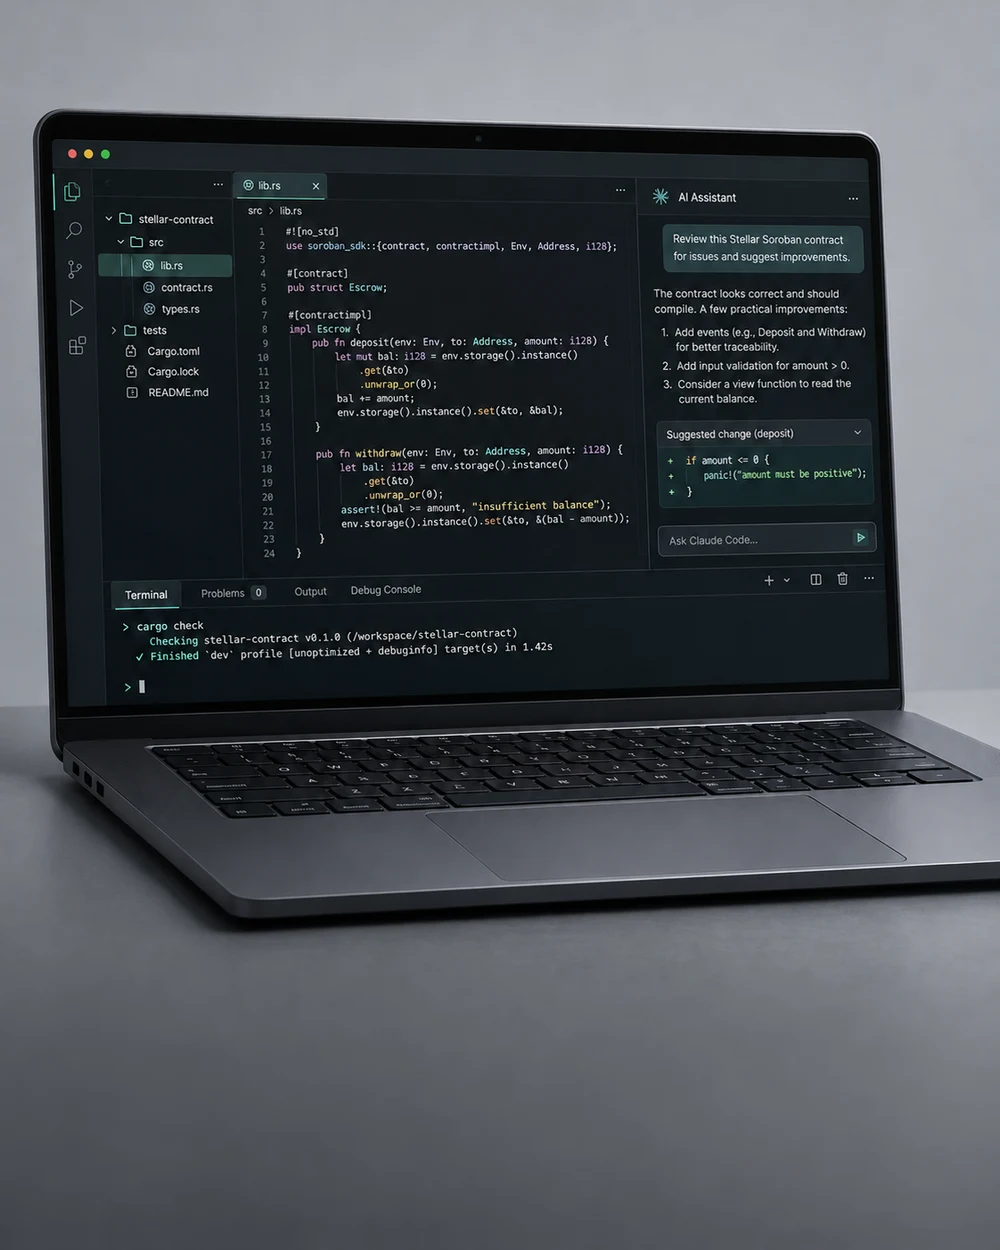 stellar-contract
src
lib.rs
contract.rs
types.rs
tests
Cargo.toml
Cargo.lock
README.md
lib.rs
src > lib.rs
1 #![no_std]
2 use soroban_sdk::{contract, contractimpl, Env, Address, i128};
3
4 #[contract]
5 pub struct Escrow;
6
7 #[contractimpl]
8 impl Escrow {
9 pub fn deposit(env: Env, to: Address, amount: i128) {
10 let mut bal: i128 = env.storage().instance()
11 .get(&to)
12 .unwrap_or(0);
13 bal += amount;
14 env.storage().instance().set(&to, &bal);
15 }
16
17 pub fn withdraw(env: Env, to: Address, amount: i128) {
18 let bal: i128 = env.storage().instance()
19 .get(&to)
20 .unwrap_or(0);
21 assert!(bal >= amount, "insufficient balance");
22 env.storage().instance().set(&to, &(bal - amount));
23 }
24 }
AI Assistant
Review this Stellar Soroban contract
for issues and suggest improvements.
The contract looks correct and should
compile. A few practical improvements:
1. Add events (e.g., Deposit and Withdraw)
for better traceability.
2. Add input validation for amount > 0.
3. Consider a view function to read the
current balance.
Suggested change (deposit)
+ if amount <= 0 {
+ panic!("amount must be positive");
+ }
Ask Claude Code...
Terminal Problems 0 Output Debug Console
> cargo check
Checking stellar-contract v0.1.0 (/workspace/stellar-contract)
✓ Finished `dev` profile [unoptimized + debuginfo] target(s) in 1.42s
>